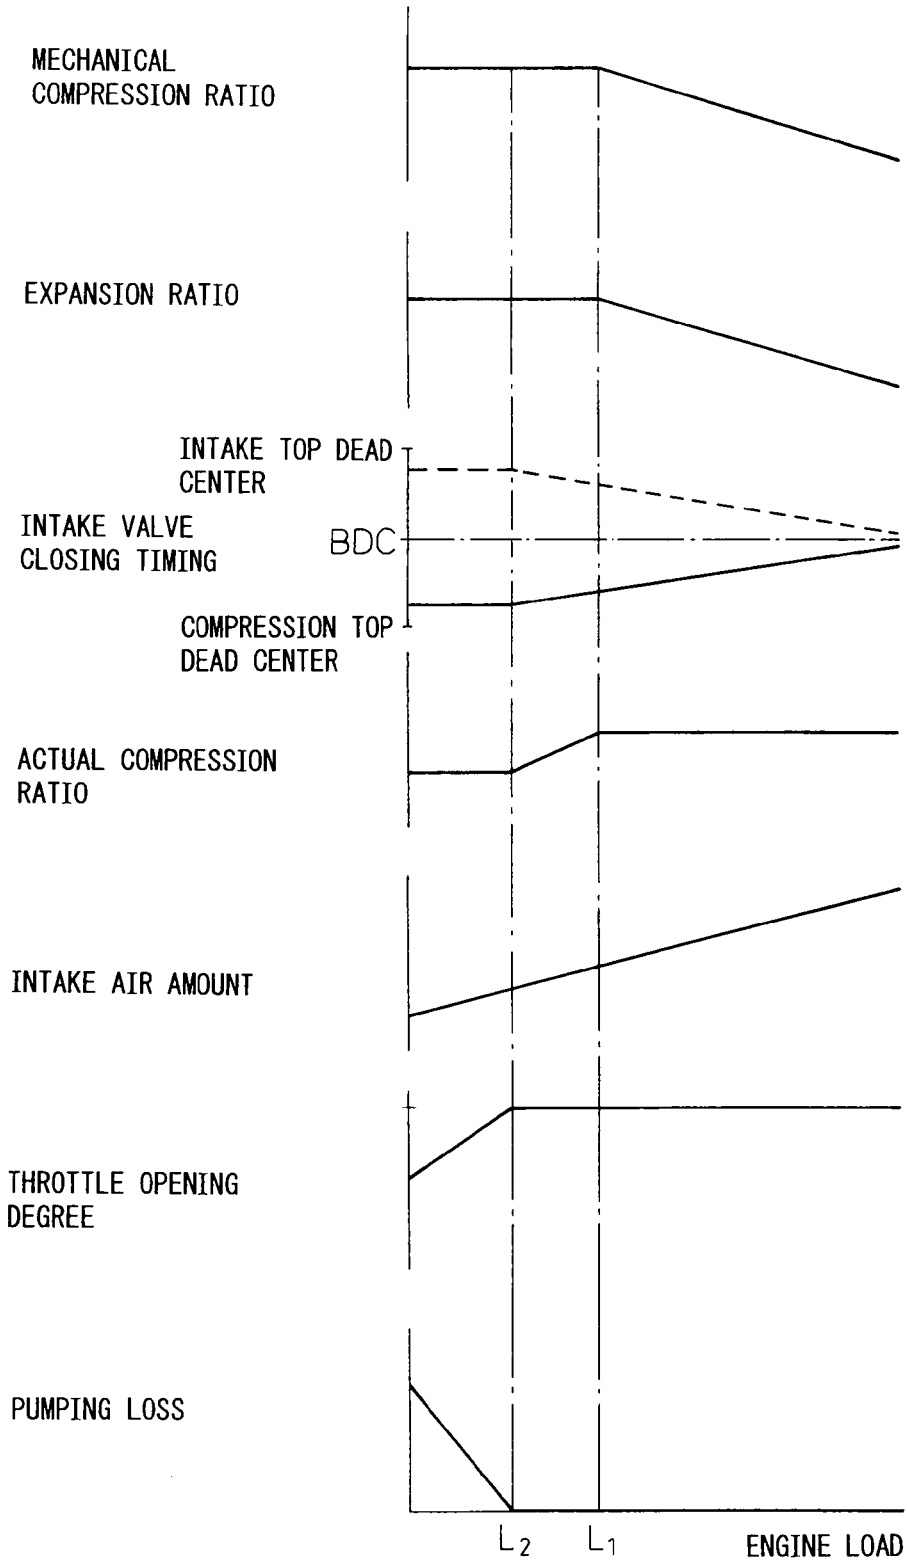 MECHANICAL
COMPRESSION RATIO
EXPANSION RATIO
INTAKE TOP DEAD
CENTER
INTAKE VALVE
CLOSING TIMING
BDC
COMPRESSION TOP
DEAD CENTER
ACTUAL COMPRESSION
RATIO
INTAKE AIR AMOUNT
THROTTLE OPENING
DEGREE
PUMPING LOSS
L2 L1 ENGINE LOAD